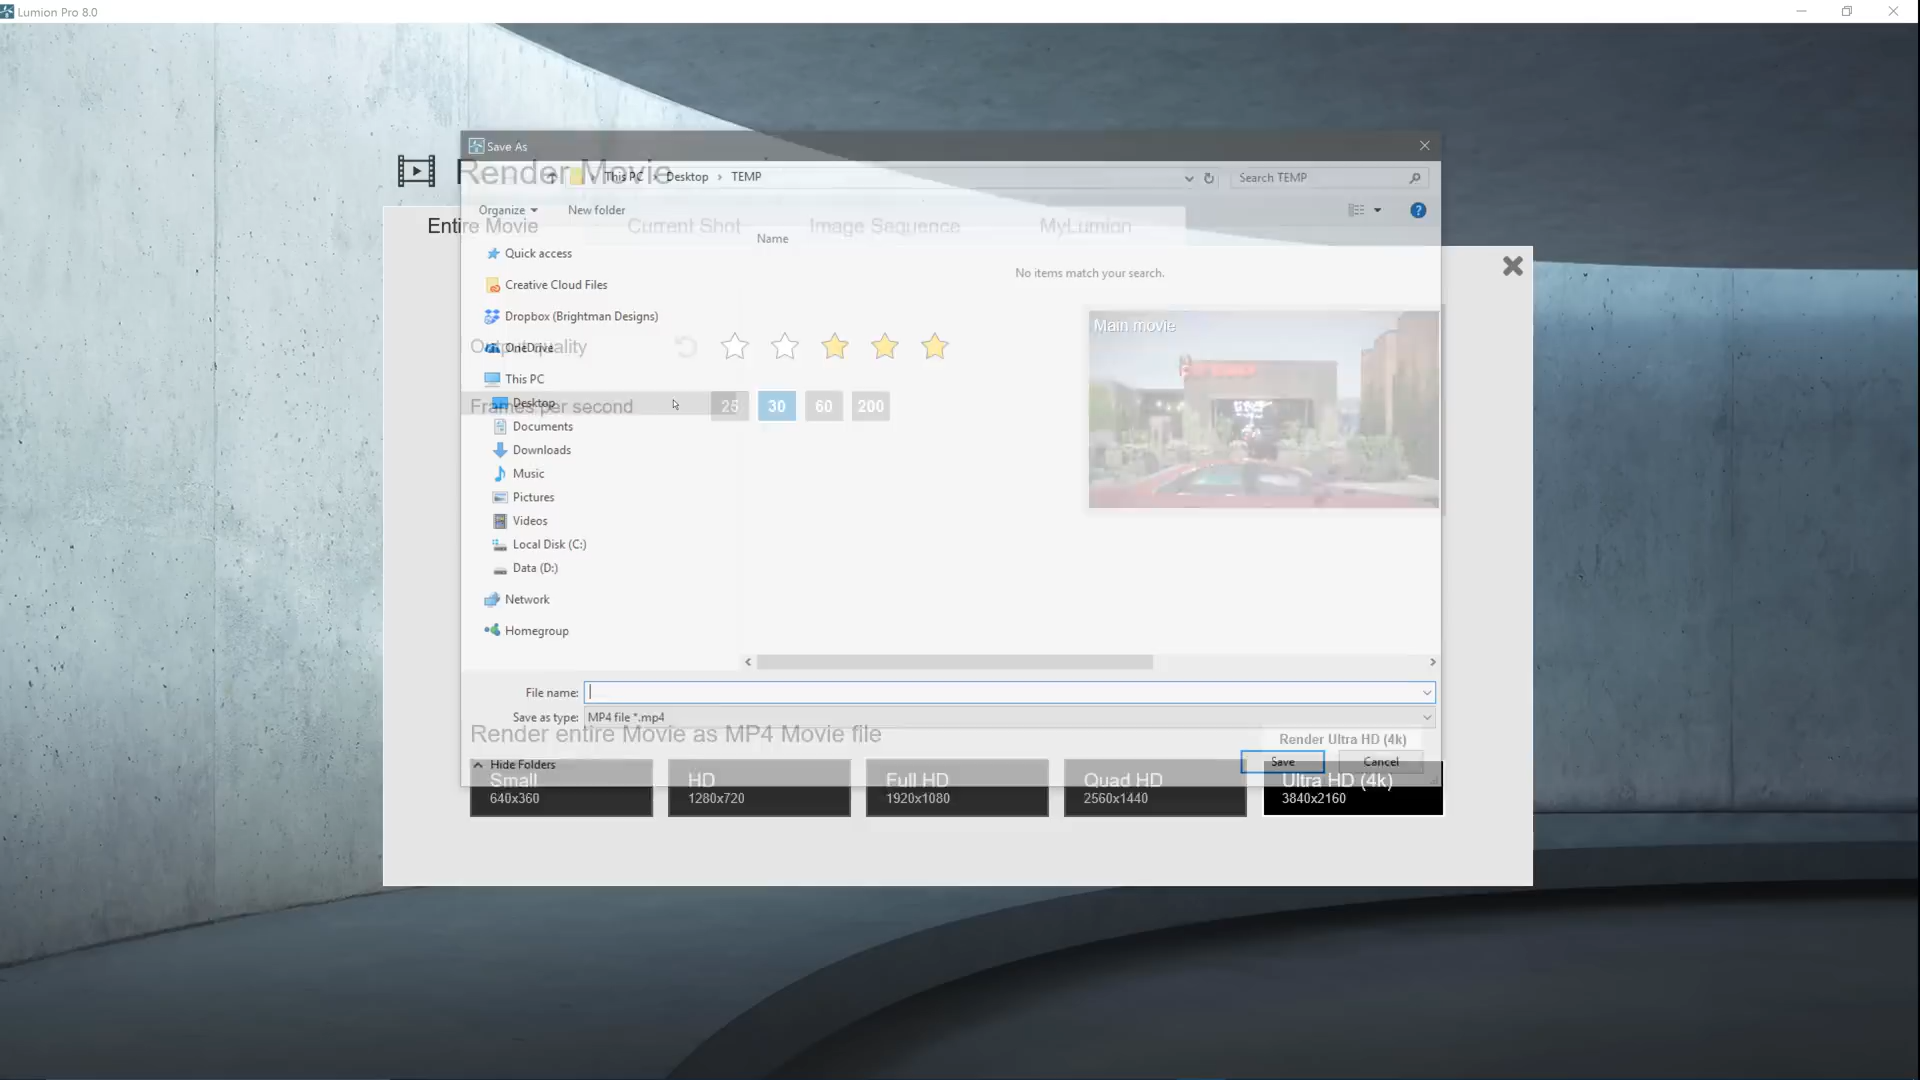 Lumion Pro 8.0
Save As
Render Movie
This PC > Desktop > TEMP
Search TEMP
Organize
New folder
Entire Movie
Current Shot
Image Sequence
MyLumion
Name
Quick access
No items match your search.
Creative Cloud Files
Dropbox (Brightman Designs)
Main movie
Output quality
OneDrive
This PC
Desktop
Frames per second
25
30
60
200
Documents
Downloads
Music
Pictures
Videos
Local Disk (C:)
Data (D:)
Network
Homegroup
File name:
Save as type:
MP4 file *.mp4
Render entire Movie as MP4 Movie file
Render Ultra HD (4k)
Hide Folders
Save
Cancel
Small
640x360
HD
1280x720
Full HD
1920x1080
Quad HD
2560x1440
Ultra HD (4k)
3840x2160